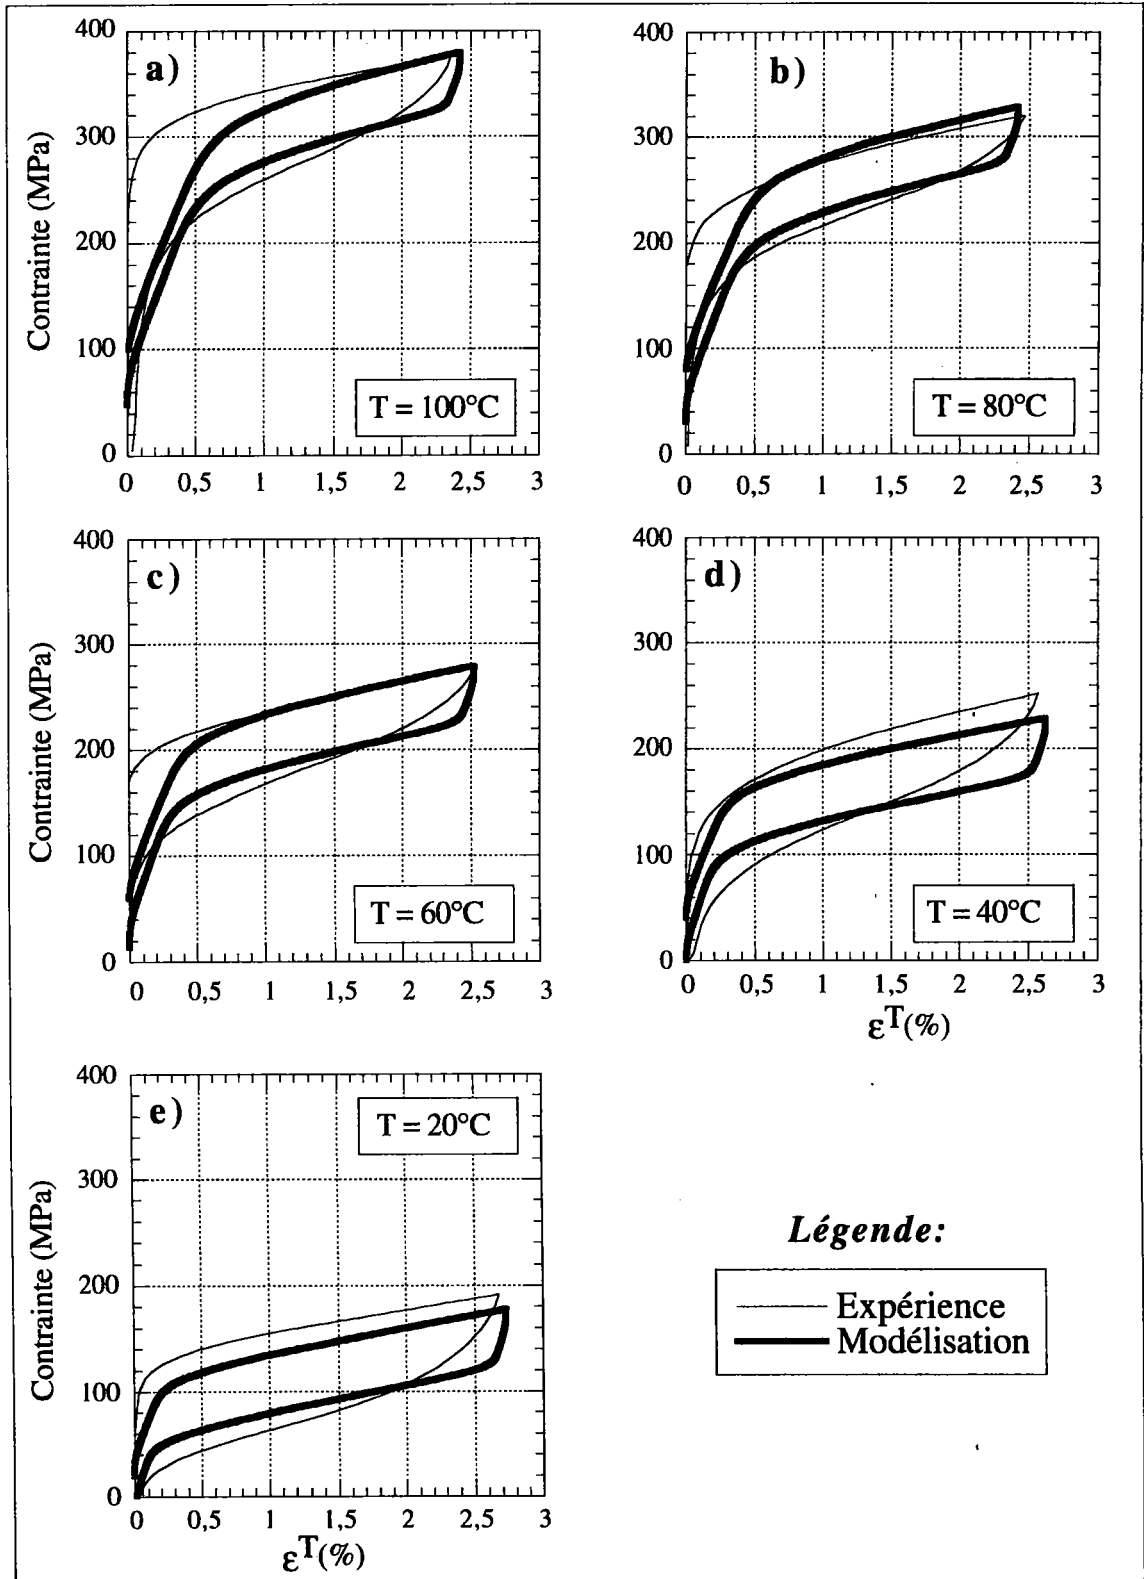 400
300
200
100
0
Contrainte (MPa)
a)
T = 100°C
0 0,5 1 1,5 2 2,5 3
400
300
200
100
0
b)
T = 80°C
0 0,5 1 1,5 2 2,5 3
400
300
200
100
0
Contrainte (MPa)
c)
T = 60°C
0 0,5 1 1,5 2 2,5 3
400
300
200
100
0
d)
T = 40°C
0 0,5 1 1,5 2 2,5 3
εT(%)
400
300
200
100
0
Contrainte (MPa)
e)
T = 20°C
0 0,5 1 1,5 2 2,5 3
εT(%)
Légende:
Expérience
Modélisation